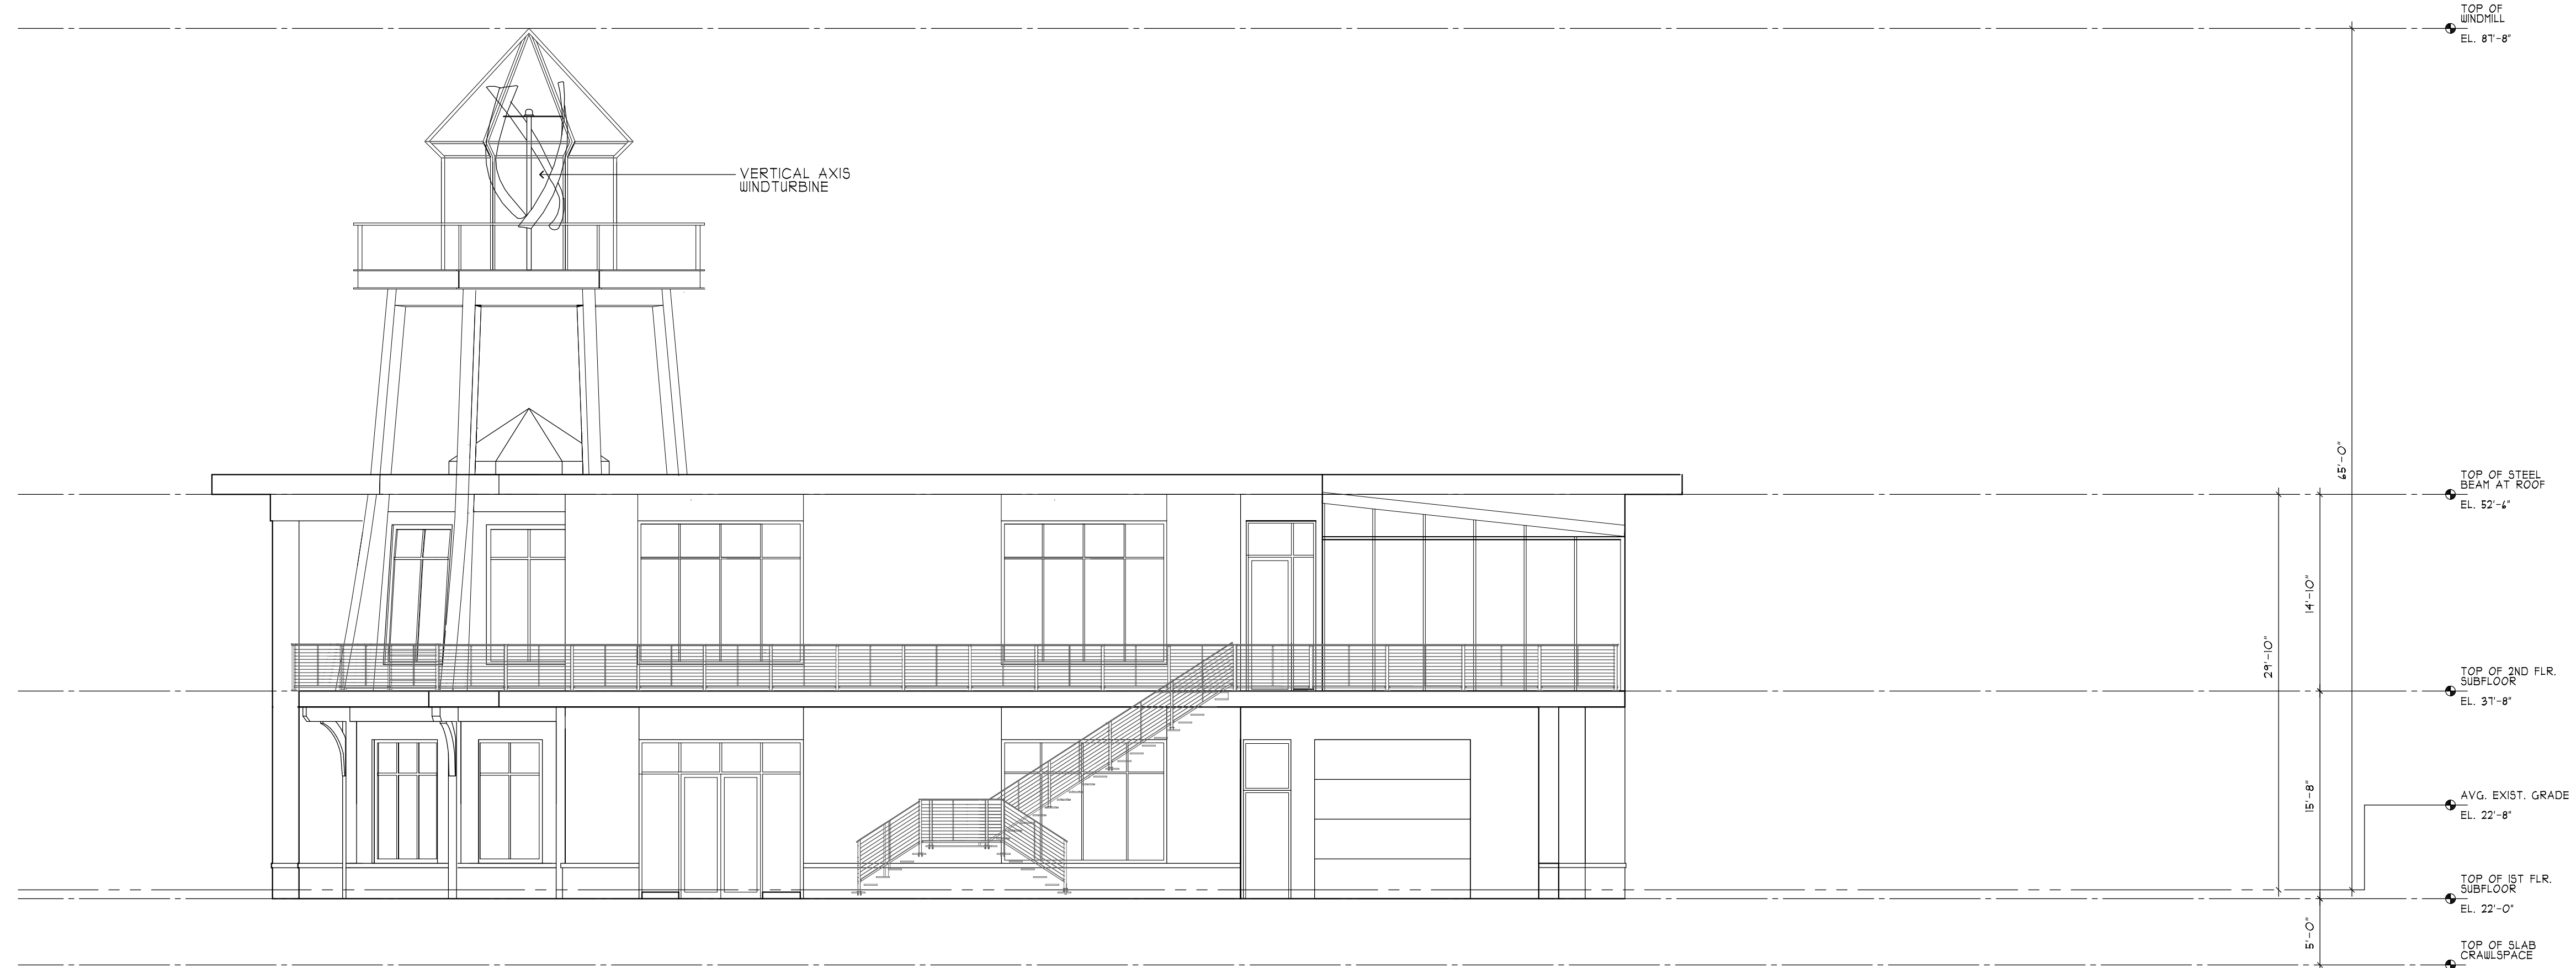 TOP OF
WINDMILL
EL. 87'-8"
VERTICAL AXIS
WINDTURBINE
65'-0"
TOP OF STEEL
BEAM AT ROOF
EL. 52'-6"
14'-10"
29'-10"
TOP OF 2ND FLR.
SUBFLOOR
EL. 37'-8"
15'-8"
AVG. EXIST. GRADE
EL. 22'-8"
TOP OF 1ST FLR.
SUBFLOOR
EL. 22'-0"
5'-0"
TOP OF SLAB
CRAWLSPACE